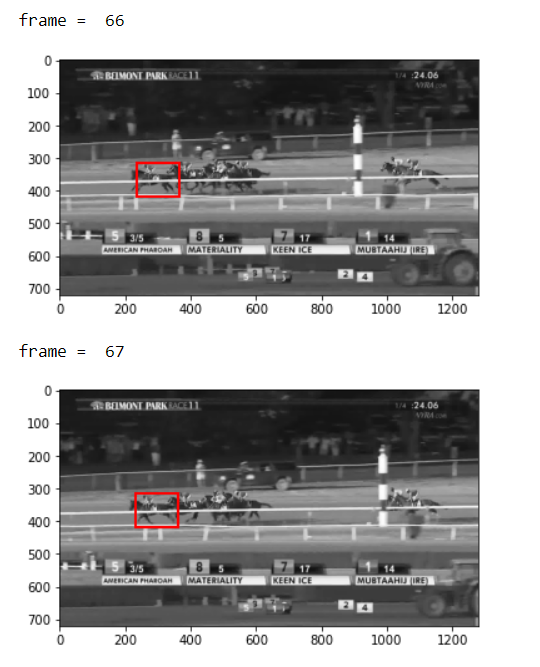 frame =  66
0
BELMONT PARK RACE 11 1/4 :24.06
NYRA.com
100
200
300
400
500
5 3/5 8 5 7 17 1 14
AMERICAN PHAROAH MATERIALITY KEEN ICE MUBTAAHIJ (IRE)
600
2 4
700
0 200 400 600 800 1000 1200
frame =  67
0
BELMONT PARK RACE 11 1/4 :24.06
100
200
300
400
500
5 3/5 8 5 7 17 1 14
AMERICAN PHAROAH MATERIALITY KEEN ICE MUBTAAHIJ (IRE)
600
2 4
700
0 200 400 600 800 1000 1200